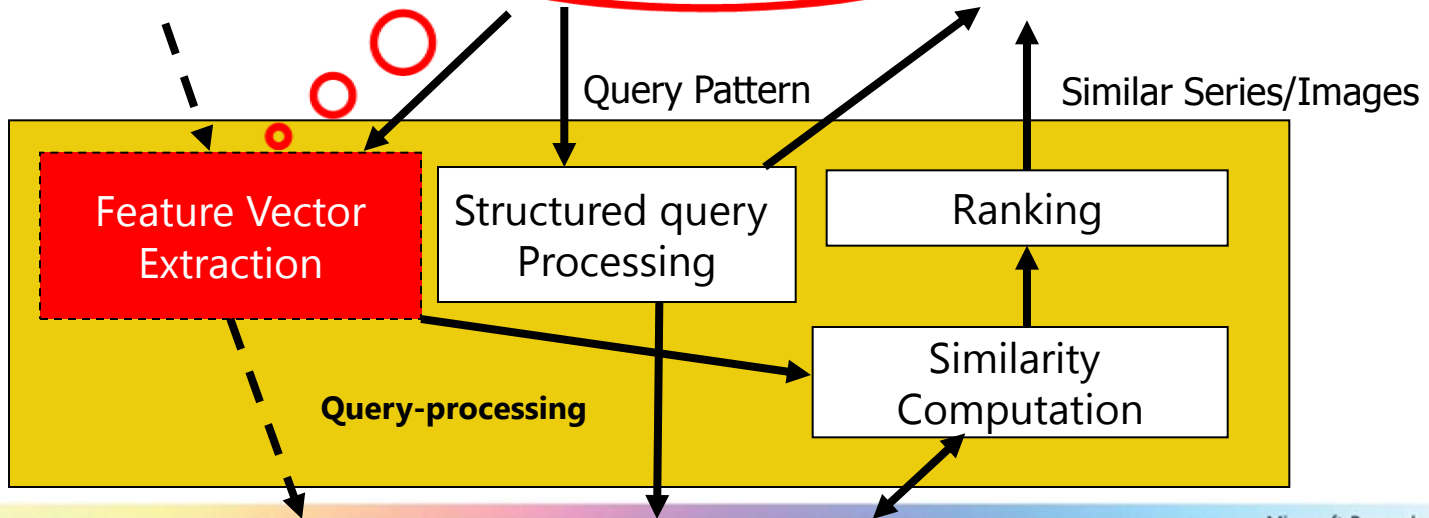 Query Pattern
Similar Series/Images
Feature Vector
Extraction
Structured query
Processing
Ranking
Similarity
Computation
Query-processing